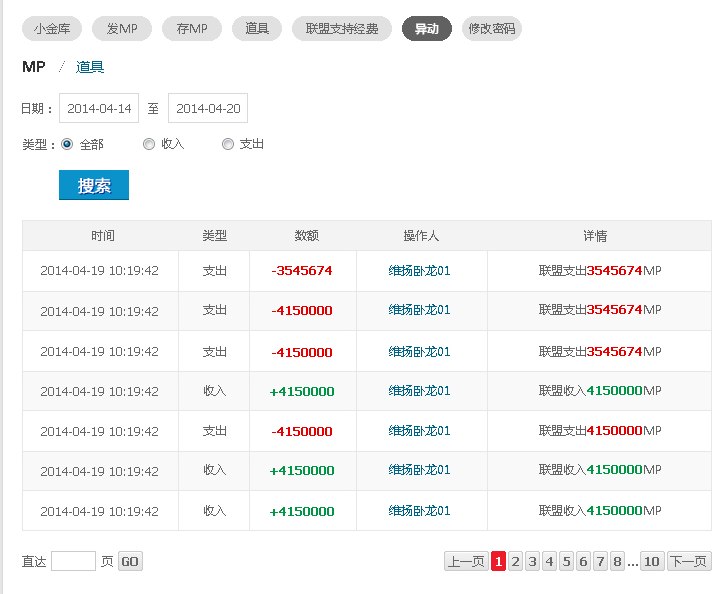 小金库 发MP 存MP 道具 联盟支持经费 异动 修改密码
MP / 道具
日期： 2014-04-14 至 2014-04-20
类型： 全部 收入 支出
搜索
时间 类型 数额 操作人 详情
2014-04-19 10:19:42 支出 -3545674 维扬卧龙01 联盟支出3545674MP
2014-04-19 10:19:42 支出 -4150000 维扬卧龙01 联盟支出3545674MP
2014-04-19 10:19:42 支出 -4150000 维扬卧龙01 联盟支出3545674MP
2014-04-19 10:19:42 收入 +4150000 维扬卧龙01 联盟收入4150000MP
2014-04-19 10:19:42 支出 -4150000 维扬卧龙01 联盟支出4150000MP
2014-04-19 10:19:42 收入 +4150000 维扬卧龙01 联盟收入4150000MP
2014-04-19 10:19:42 收入 +4150000 维扬卧龙01 联盟收入4150000MP
直达 页 GO 上一页 1 2 3 4 5 6 7 8 ... 10 下一页